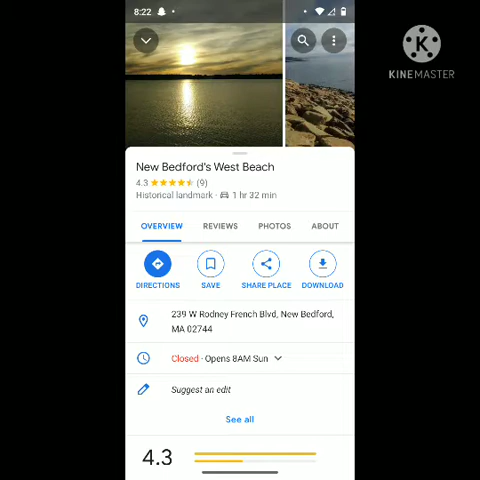 8:22
K
KINEMASTER
New Bedford's West Beach
4.3 (9)
Historical landmark · 1 hr 32 min
OVERVIEW REVIEWS PHOTOS ABOUT
DIRECTIONS SAVE SHARE PLACE DOWNLOAD
239 W Rodney French Blvd, New Bedford,
MA 02744
Closed · Opens 8AM Sun
Suggest an edit
See all
4.3